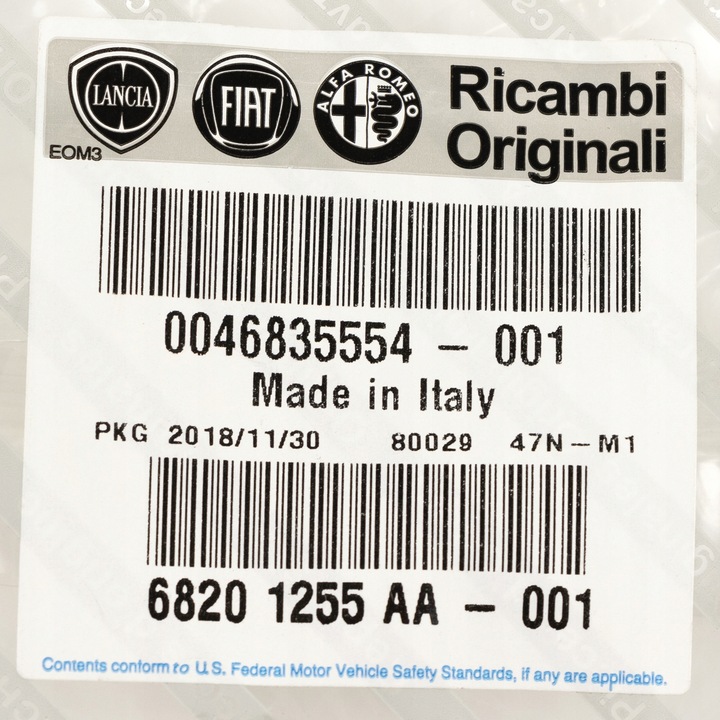 LANCIA FIAT ALFA ROMEO Ricambi
Originali
EOM3
0046835554 - 001
Made in Italy
PKG 2018/11/30 80029 47N-M1
6820 1255 AA - 001
Contents conform to U.S. Federal Motor Vehicle Safety Standards, if any are applicable.